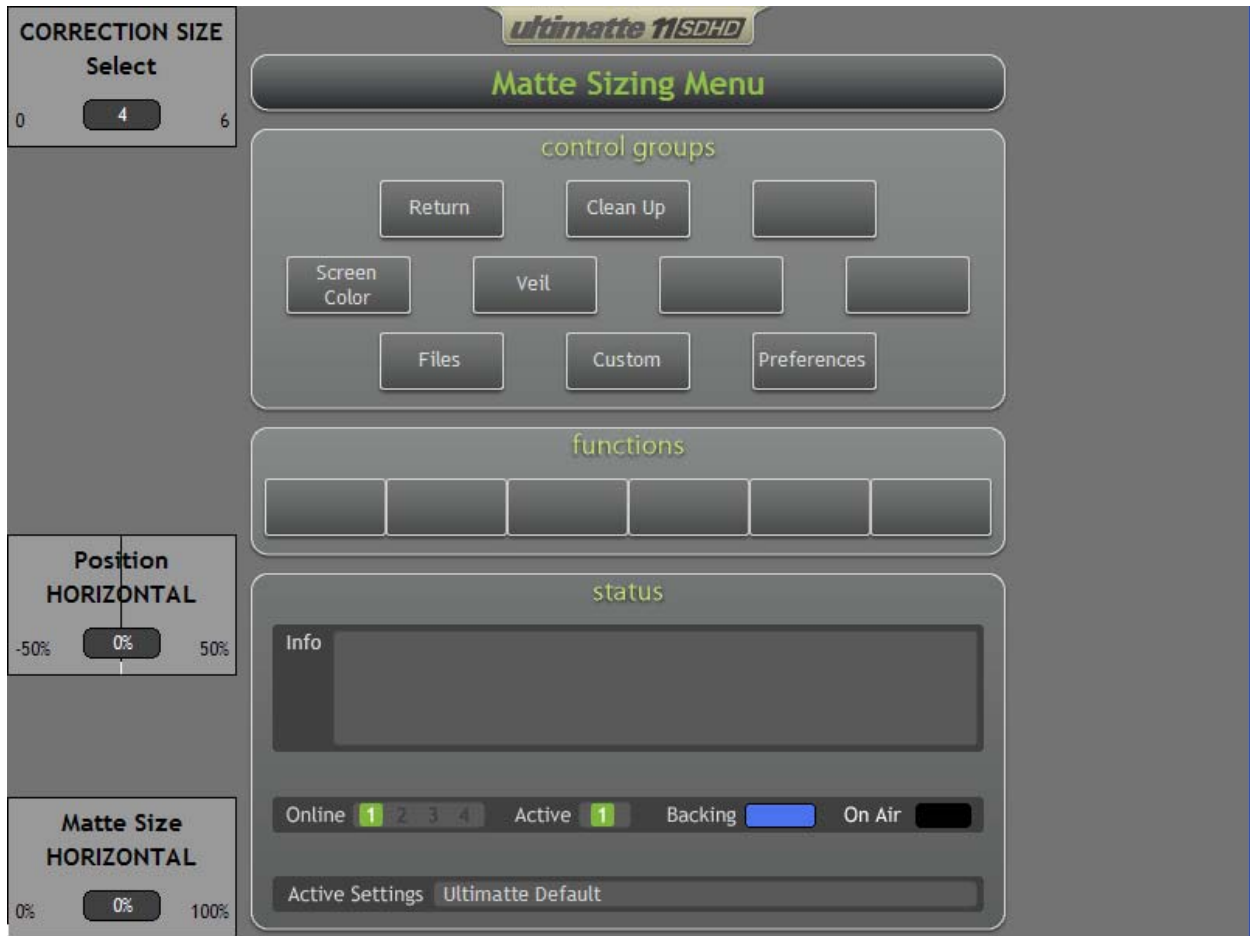 CORRECTION SIZE
Select
0 4 6
ultimatte 11 SDHD
Matte Sizing Menu
control groups
Return Clean Up
Screen
Color
Veil
Files Custom Preferences
functions
Position
HORIZONTAL
-50% 0% 50%
status
Info
Online 1 2 3 4 Active 1 Backing On Air
Matte Size
HORIZONTAL
0% 0% 100%
Active Settings Ultimatte Default